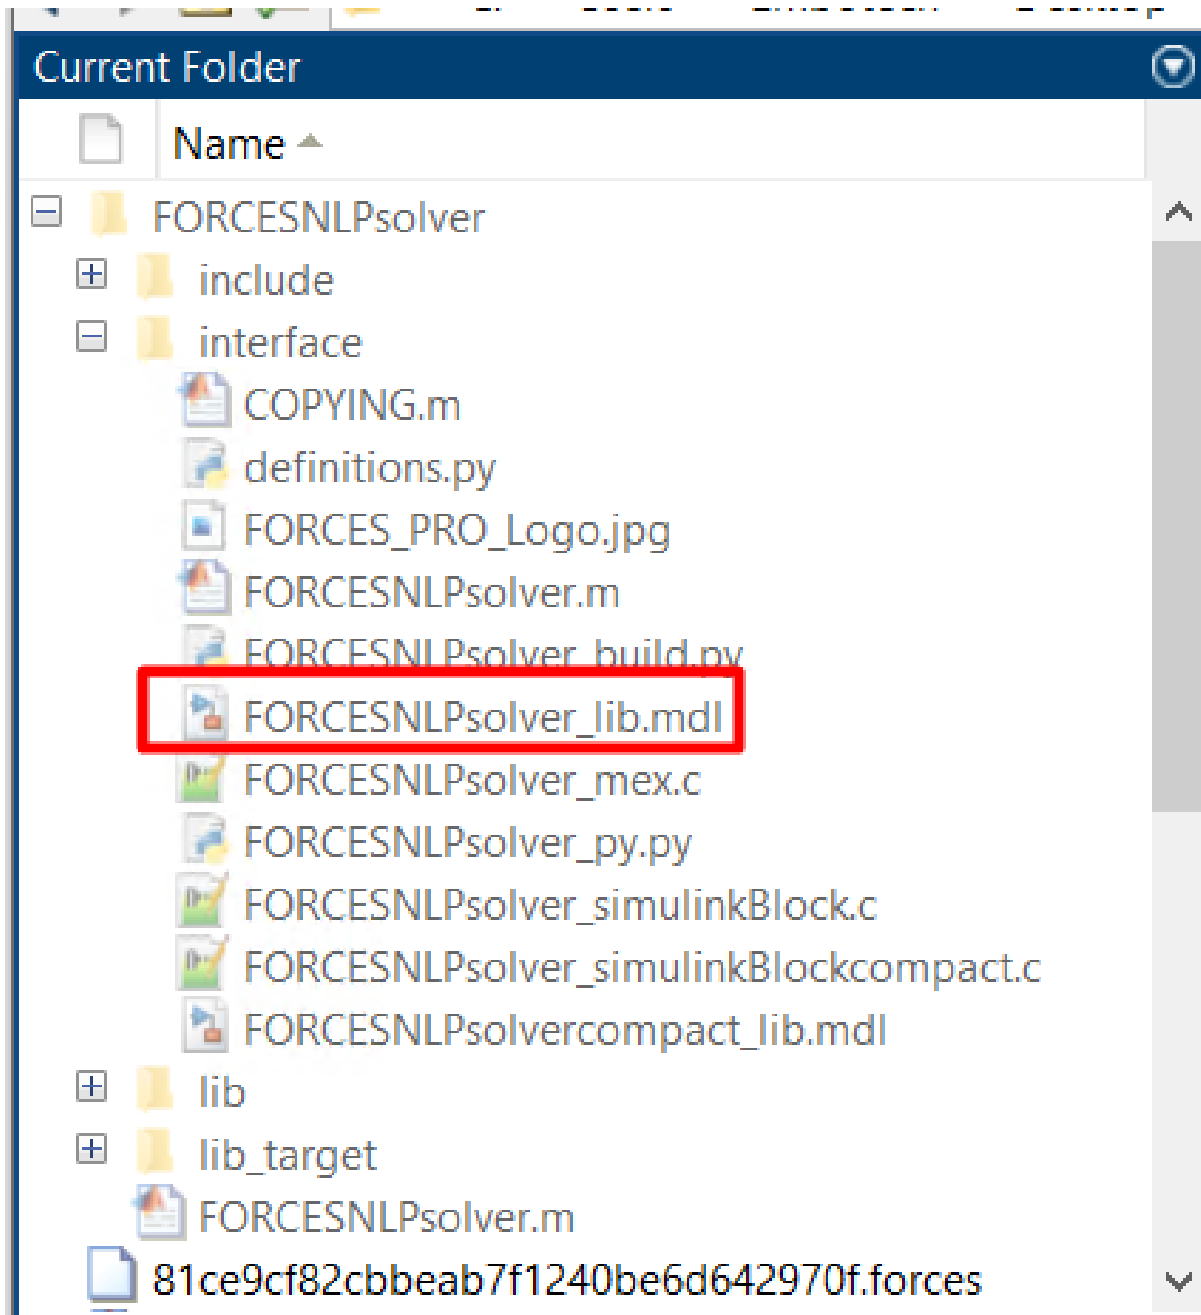 Current Folder
Name
FORCESNLPsolver
include
interface
COPYING.m
definitions.py
FORCES_PRO_Logo.jpg
FORCESNLPsolver.m
FORCESNLPsolver_build.py
FORCESNLPsolver_lib.mdl
FORCESNLPsolver_mex.c
FORCESNLPsolver_py.py
FORCESNLPsolver_simulinkBlock.c
FORCESNLPsolver_simulinkBlockcompact.c
FORCESNLPsolvercompact_lib.mdl
lib
lib_target
FORCESNLPsolver.m
81ce9cf82cbbeab7f1240be6d642970f.forces